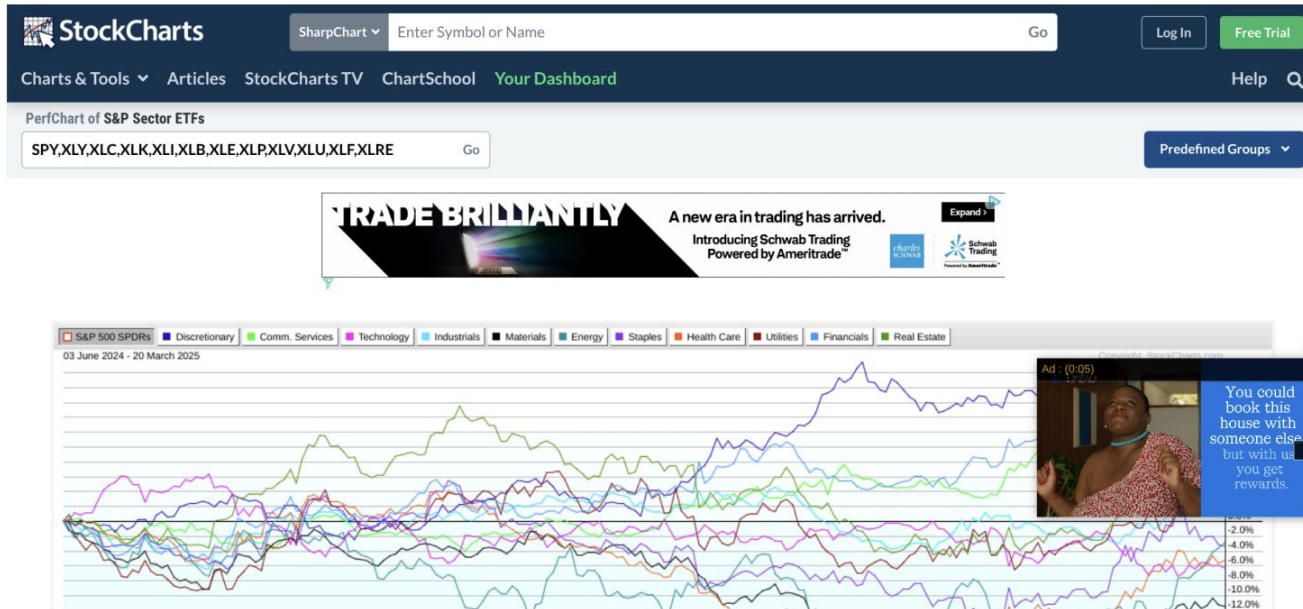 StockCharts
SharpChart
Enter Symbol or Name
Go
Log In
Free Trial
Charts & Tools
Articles
StockCharts TV
ChartSchool
Your Dashboard
Help
PerfChart of S&P Sector ETFs
SPY,XLY,XLC,XLK,XLI,XLB,XLE,XLP,XLV,XLU,XLF,XLRE
Go
Predefined Groups
TRADE BRILLIANTLY
A new era in trading has arrived.
Introducing Schwab Trading
Powered by Ameritrade™
charles
SCHWAB
Schwab
Trading
Powered by Ameritrade™
Expand >
S&P 500 SPDRs
Discretionary
Comm. Services
Technology
Industrials
Materials
Energy
Staples
Health Care
Utilities
Financials
Real Estate
03 June 2024 - 20 March 2025
Copyright, StockCharts.com
Ad : (0:05)
You could
book this
house with
someone else
but with us
you get
rewards.
-2.0%
-4.0%
-6.0%
-8.0%
-10.0%
-12.0%